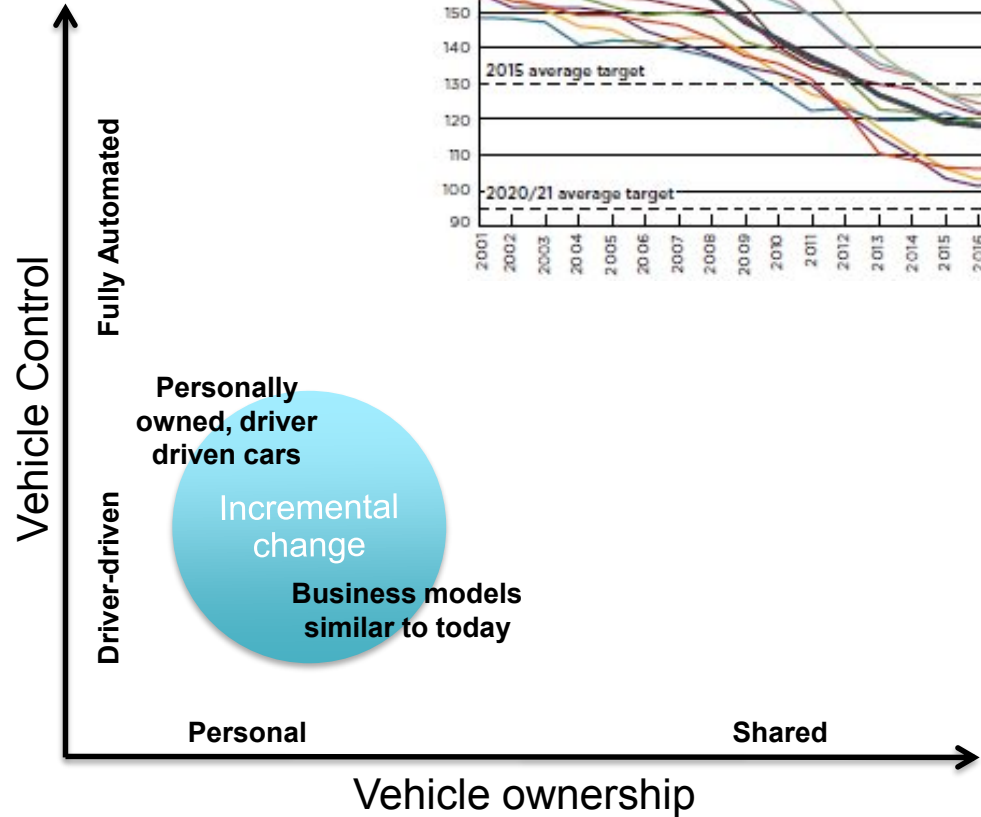 150
140
2015 average target
130
120
110
100
2020/21 average target
90
2001
2002
2003
2004
2005
2006
2007
2008
2009
2010
2011
2012
2013
2014
2015
2016
Vehicle Control
Fully Automated
Driver-driven
Personally
owned, driver
driven cars
Incremental
change
Business models
similar to today
Personal
Shared
Vehicle ownership